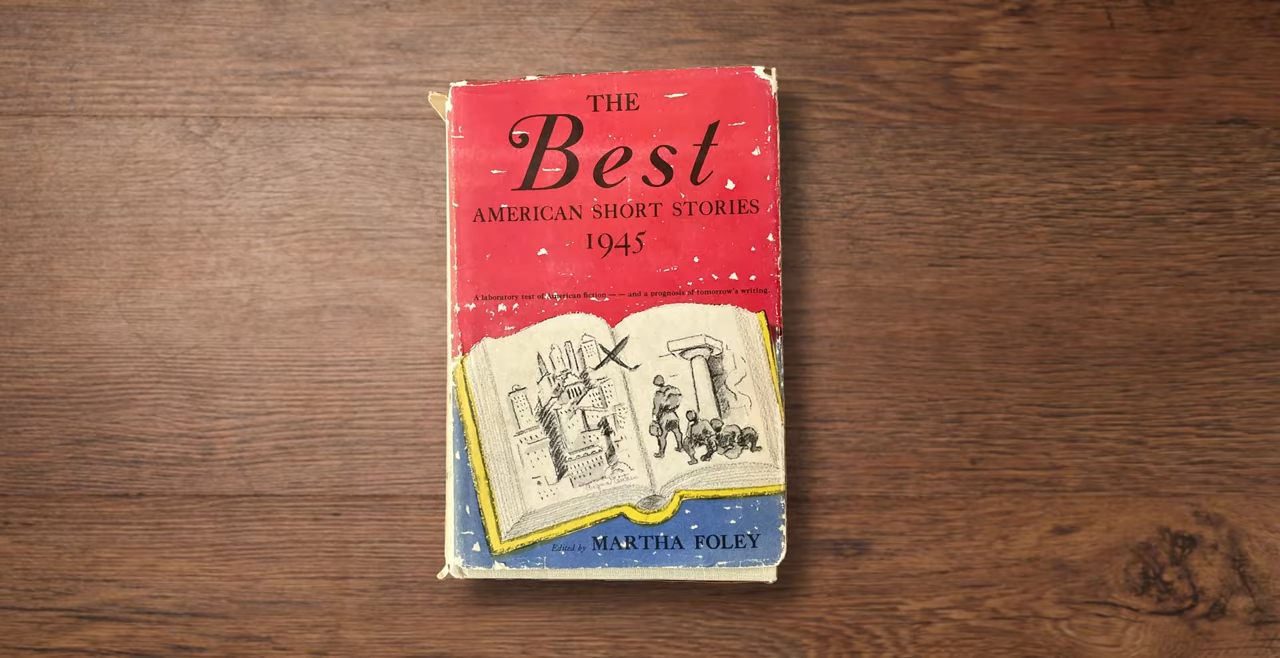 THE
Best
AMERICAN SHORT STORIES
1945
A laboratory test of American fiction — — and a prognosis of tomorrow's writing.
Edited by MARTHA FOLEY